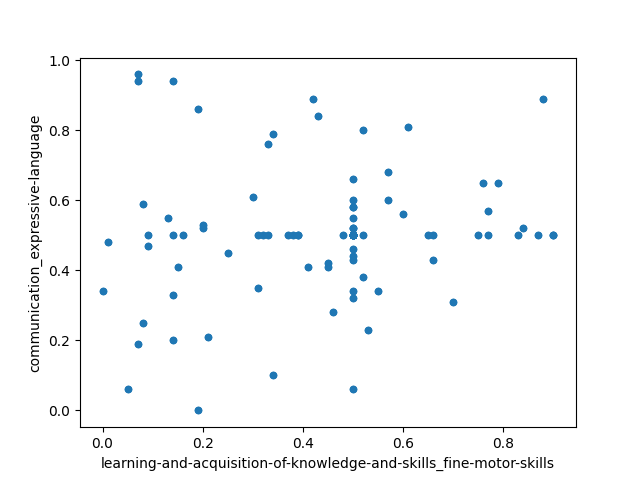 communication_expressive-language
1.0
0.8
0.6
0.4
0.2
0.0
0.0 0.2 0.4 0.6 0.8
learning-and-acquisition-of-knowledge-and-skills_fine-motor-skills